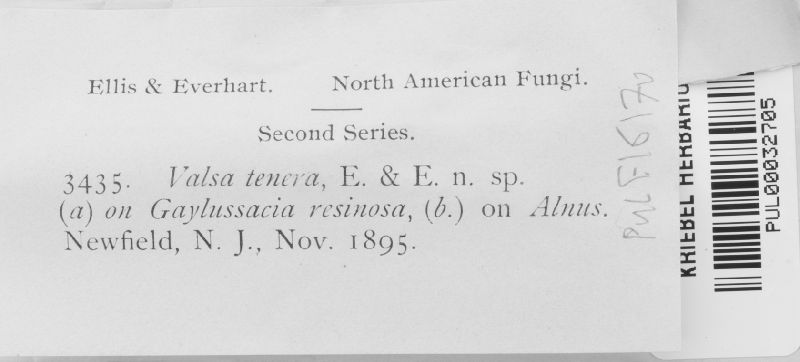 Ellis & Everhart. North American Fungi.
Second Series.
3435. Valsa tenera, E. & E. n. sp.
(a) on Gaylussacia resinosa, (b.) on Alnus.
Newfield, N. J., Nov. 1895.
PUL F16170
KRIEBEL HERBARIU
PUL00032705